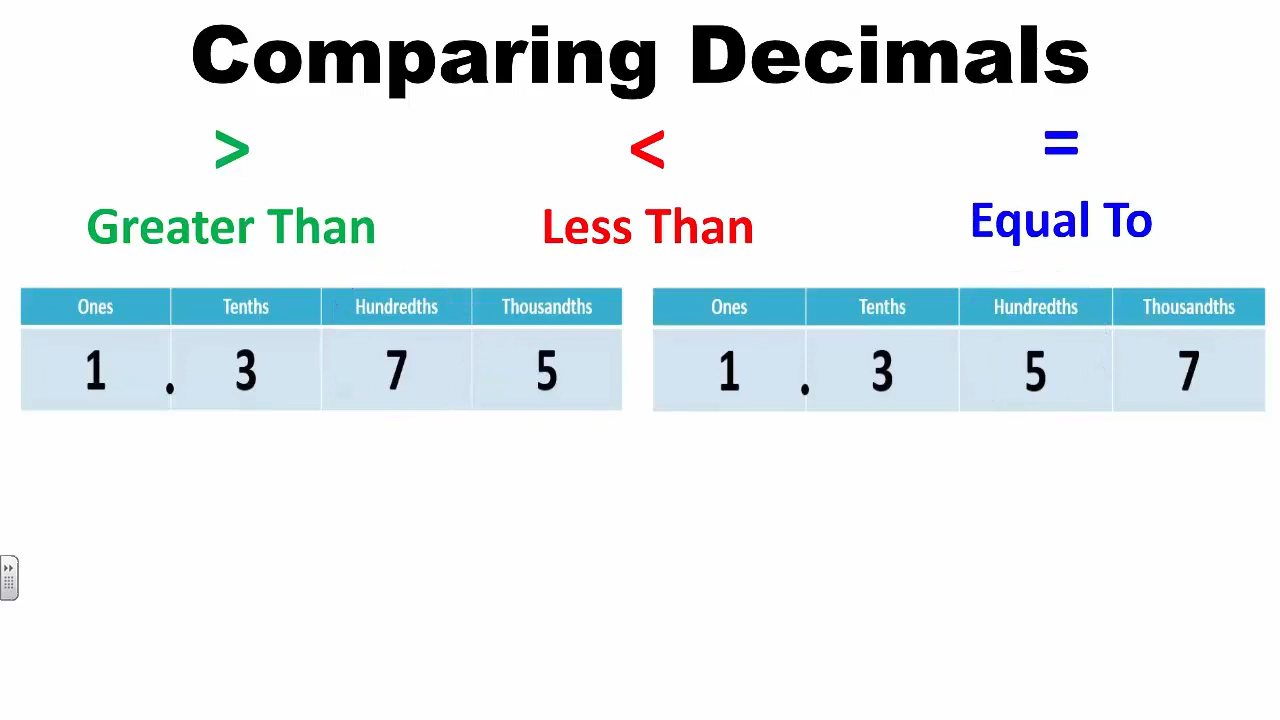 Comparing Decimals
> < =
Greater Than Less Than Equal To
Ones Tenths Hundredths Thousandths Ones Tenths Hundredths Thousandths
1 . 3 7 5 1 . 3 5 7